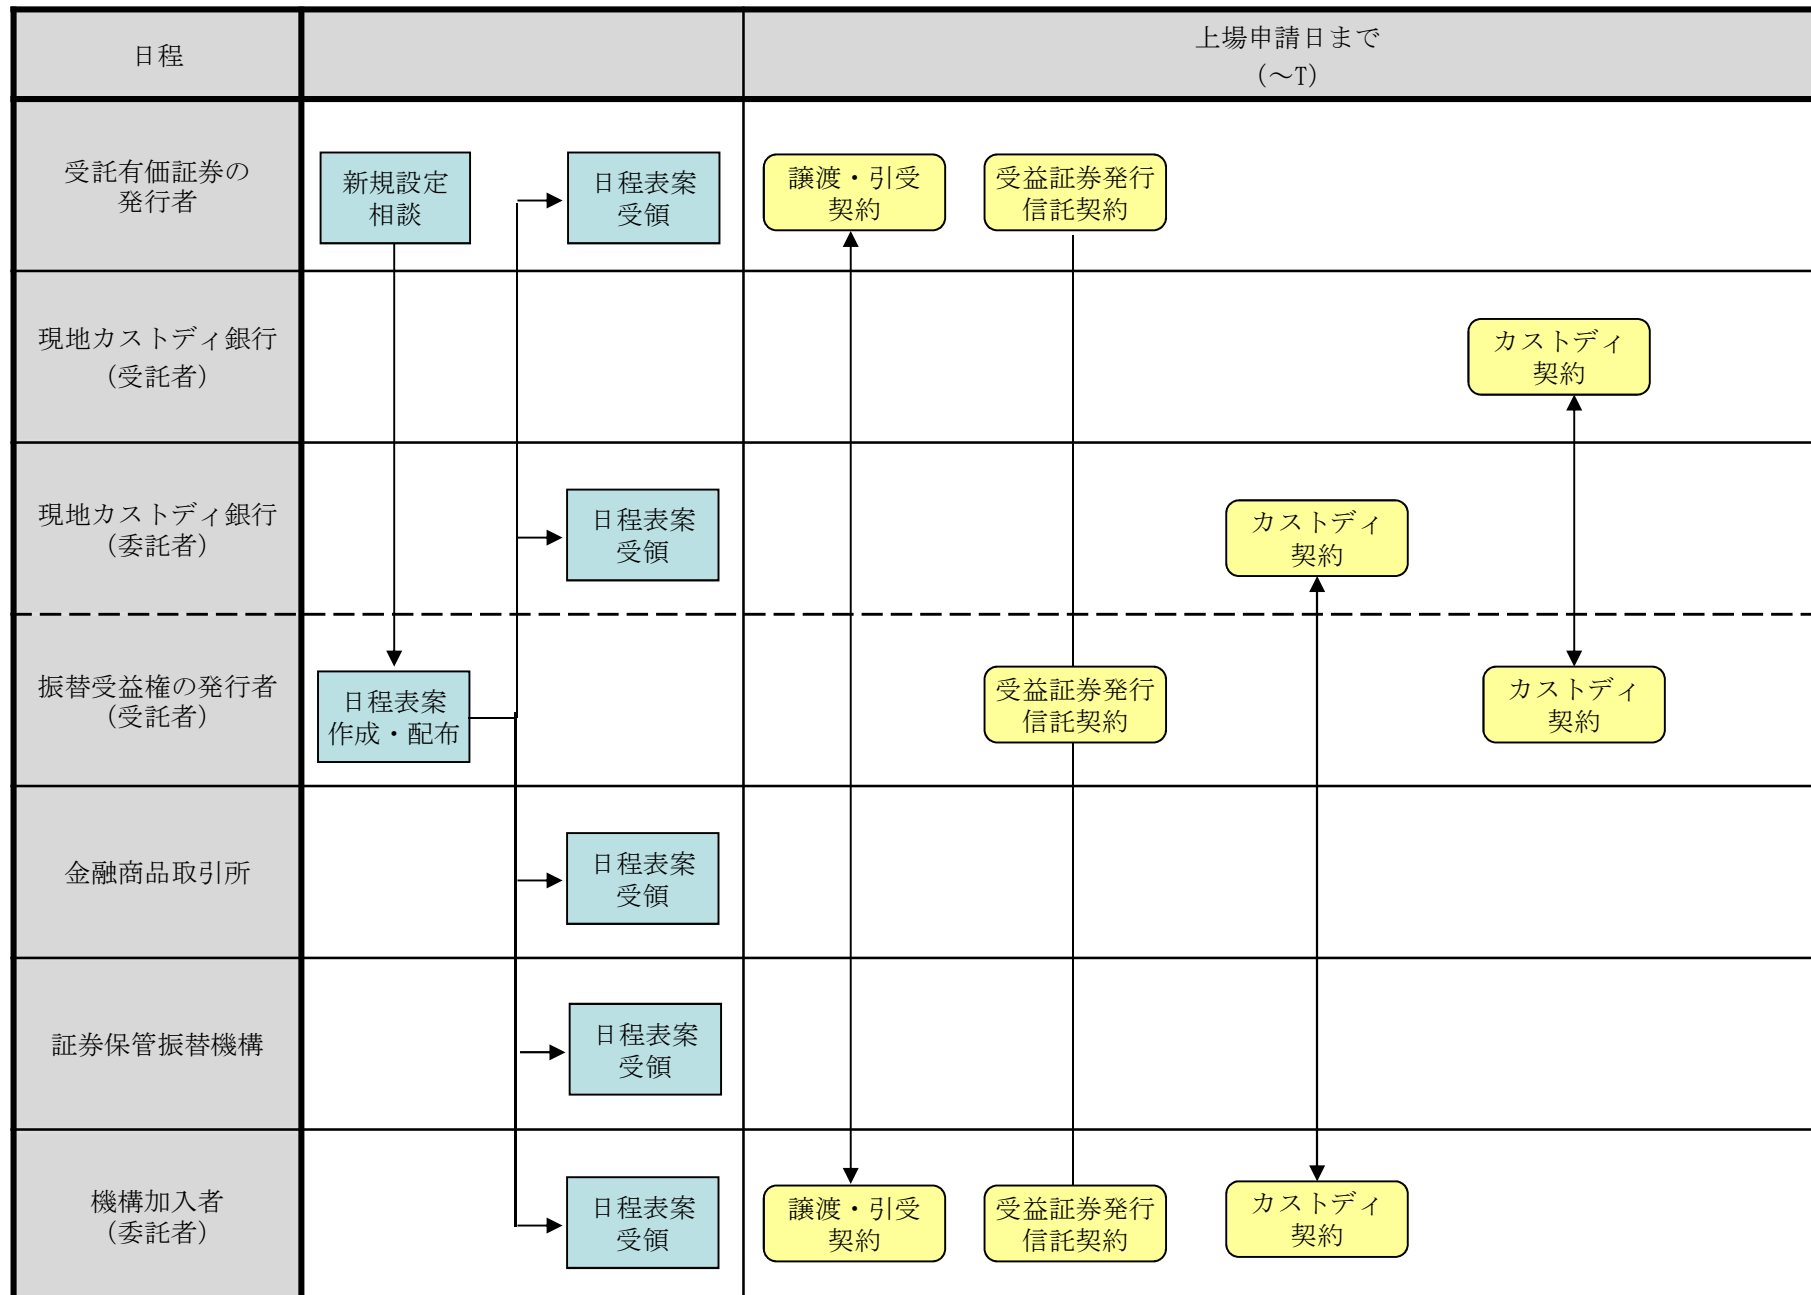 日程
上場申請日まで
(～T)
受託有価証券の
発行者
新規設定
相談
日程表案
受領
譲渡・引受
契約
受益証券発行
信託契約
現地カストディ銀行
(受託者)
カストディ
契約
現地カストディ銀行
(委託者)
日程表案
受領
カストディ
契約
振替受益権の発行者
(受託者)
日程表案
作成・配布
受益証券発行
信託契約
カストディ
契約
金融商品取引所
日程表案
受領
証券保管振替機構
日程表案
受領
機構加入者
(委託者)
日程表案
受領
譲渡・引受
契約
受益証券発行
信託契約
カストディ
契約